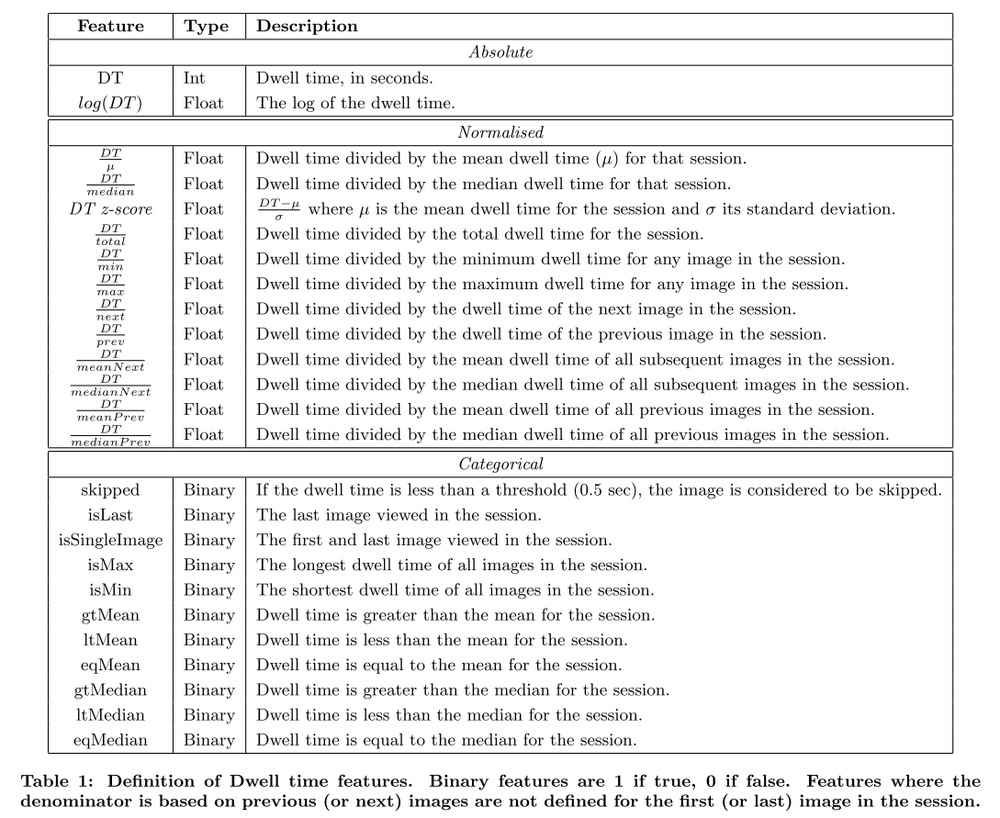 Feature Type Description
Absolute
DT Int Dwell time, in seconds.
log(DT) Float The log of the dwell time.
Normalised
DT/μ Float Dwell time divided by the mean dwell time (μ) for that session.
DT/median Float Dwell time divided by the median dwell time for that session.
DT z-score Float DT−μ/σ where μ is the mean dwell time for the session and σ its standard deviation.
DT/total Float Dwell time divided by the total dwell time for the session.
DT/min Float Dwell time divided by the minimum dwell time for any image in the session.
DT/max Float Dwell time divided by the maximum dwell time for any image in the session.
DT/next Float Dwell time divided by the dwell time of the next image in the session.
DT/prev Float Dwell time divided by the dwell time of the previous image in the session.
DT/meanNext Float Dwell time divided by the mean dwell time of all subsequent images in the session.
DT/medianNext Float Dwell time divided by the median dwell time of all subsequent images in the session.
DT/meanPrev Float Dwell time divided by the mean dwell time of all previous images in the session.
DT/medianPrev Float Dwell time divided by the median dwell time of all previous images in the session.
Categorical
skipped Binary If the dwell time is less than a threshold (0.5 sec), the image is considered to be skipped.
isLast Binary The last image viewed in the session.
isSingleImage Binary The first and last image viewed in the session.
isMax Binary The longest dwell time of all images in the session.
isMin Binary The shortest dwell time of all images in the session.
gtMean Binary Dwell time is greater than the mean for the session.
ltMean Binary Dwell time is less than the mean for the session.
eqMean Binary Dwell time is equal to the mean for the session.
gtMedian Binary Dwell time is greater than the median for the session.
ltMedian Binary Dwell time is less than the median for the session.
eqMedian Binary Dwell time is equal to the median for the session.
Table 1: Definition of Dwell time features. Binary features are 1 if true, 0 if false. Features where the
denominator is based on previous (or next) images are not defined for the first (or last) image in the session.